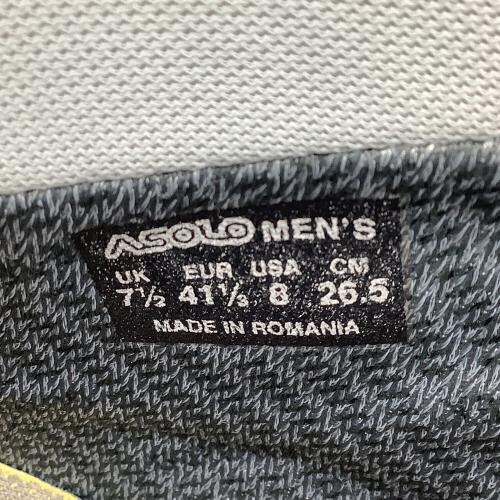 ASOLO MEN'S
UK EUR USA CM
7½ 41⅓ 8 26.5
MADE IN ROMANIA